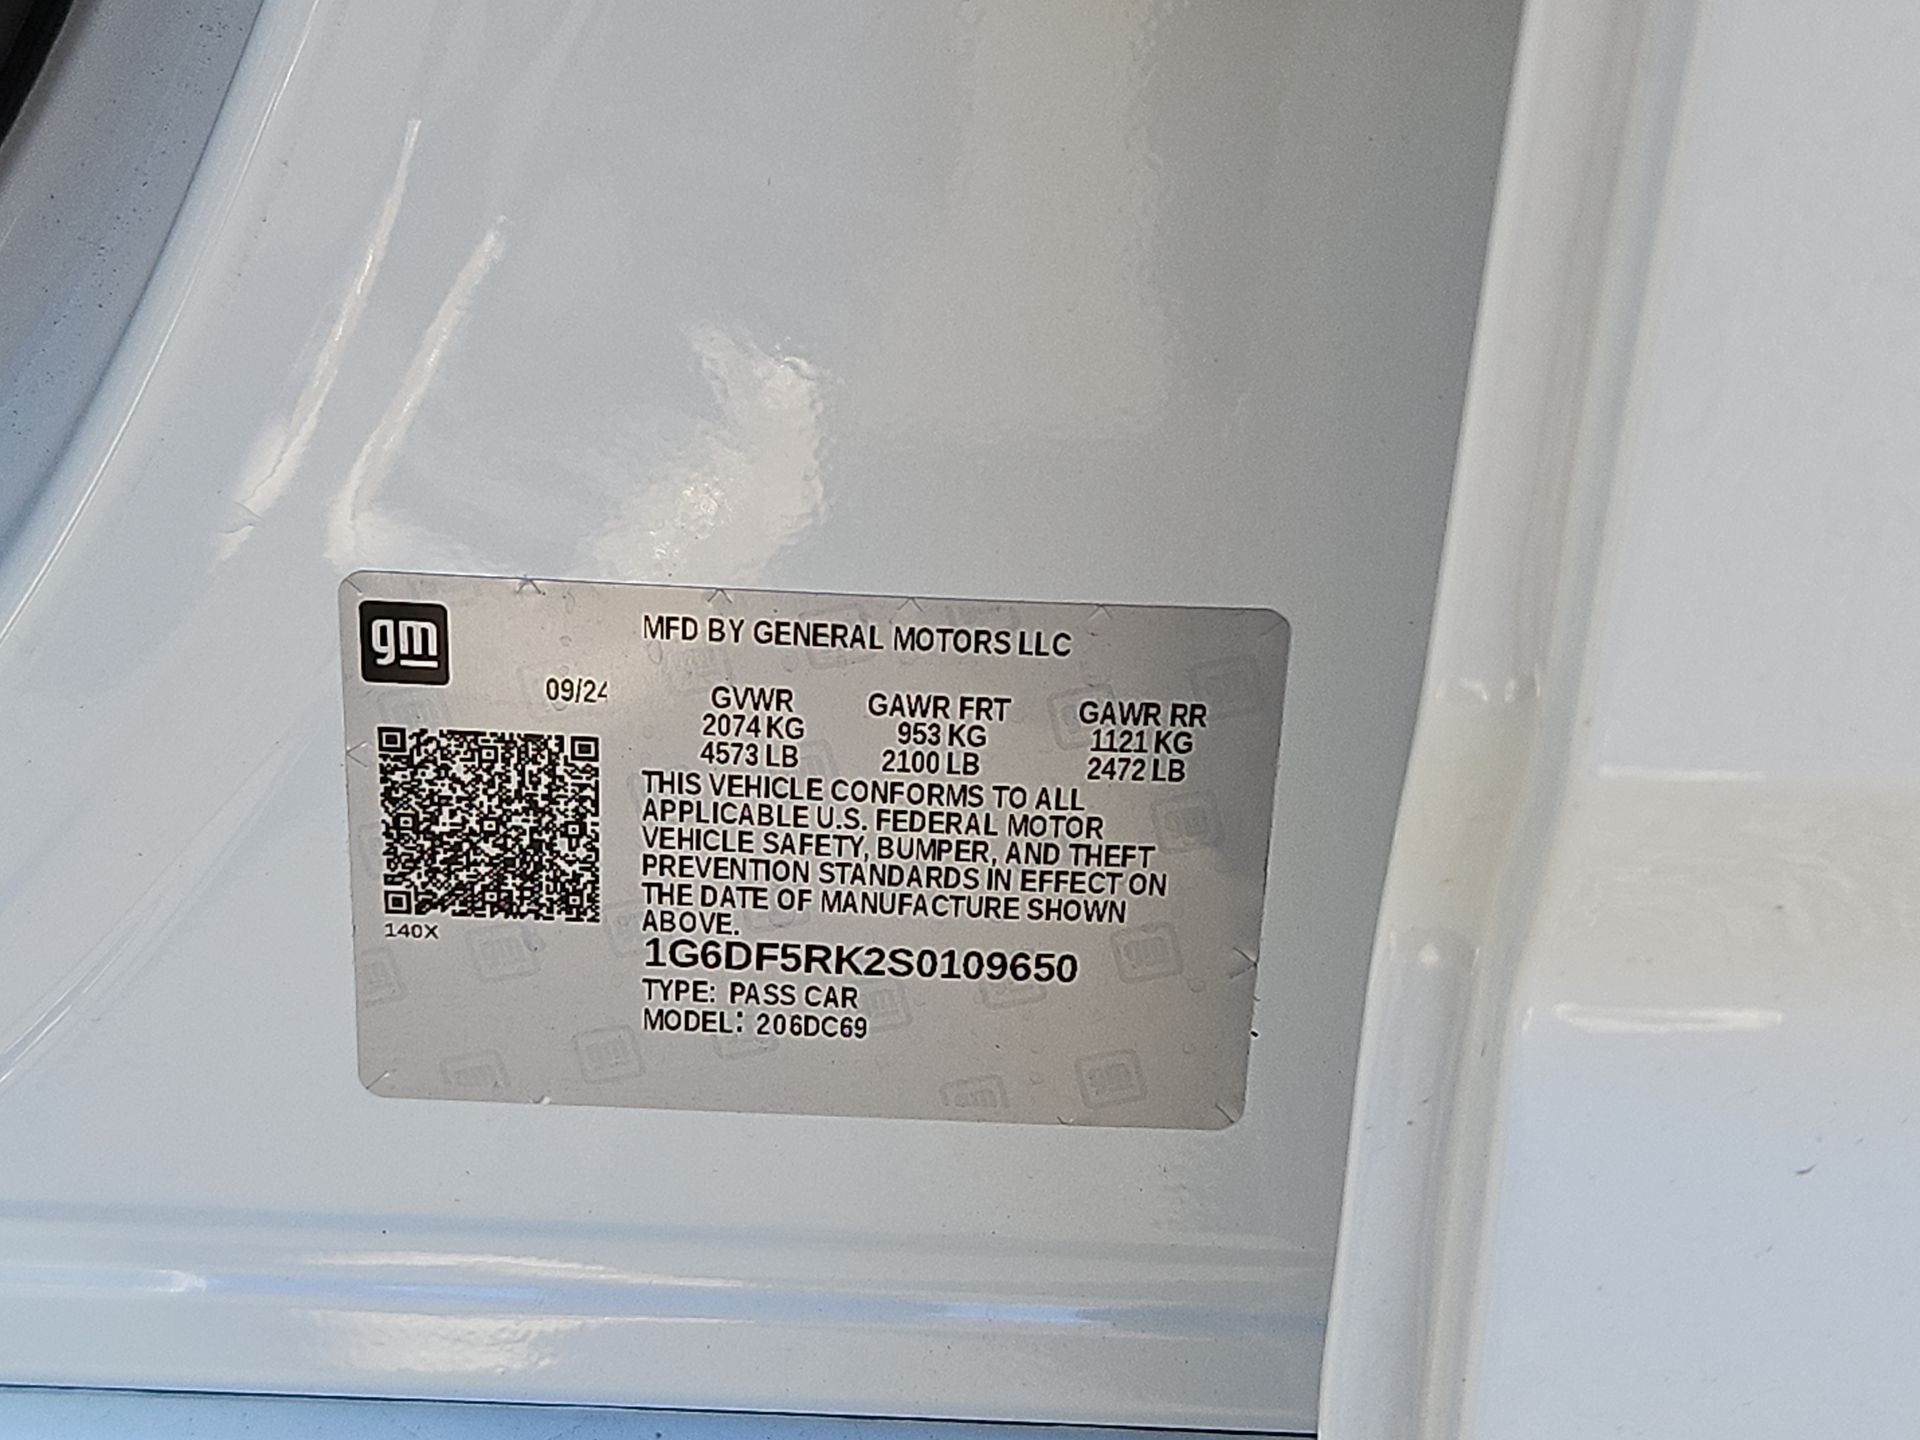 gm
MFD BY GENERAL MOTORS LLC
09/24
GVWR GAWR FRT GAWR RR
2074 KG 953 KG 1121 KG
4573 LB 2100 LB 2472 LB
THIS VEHICLE CONFORMS TO ALL
APPLICABLE U.S. FEDERAL MOTOR
VEHICLE SAFETY, BUMPER, AND THEFT
PREVENTION STANDARDS IN EFFECT ON
THE DATE OF MANUFACTURE SHOWN
ABOVE.
140X
1G6DF5RK2S0109650
TYPE: PASS CAR
MODEL: 206DC69